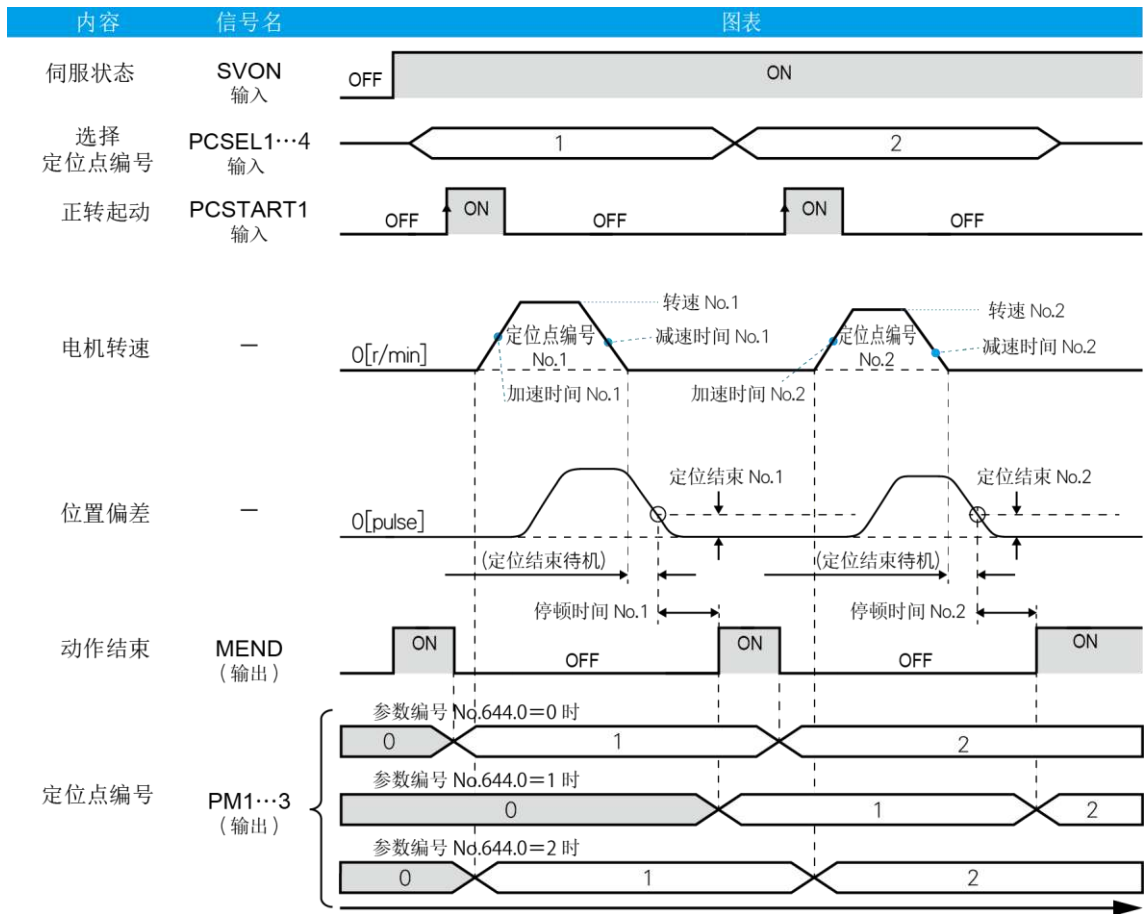 内容 信号名 图表
伺服状态 SVON OFF ON
输入
选择 PCSEL1…4 1 2
定位点编号 输入
正转起动 PCSTART1 OFF ON OFF ON OFF
输入
转速 No.1 转速 No.2
电机转速 — 0[r/min] 定位点编号 减速时间 No.1 定位点编号 减速时间 No.2
No.1 No.2
加速时间 No.1 加速时间 No.2
定位结束 No.1 定位结束 No.2
位置偏差 — 0[pulse]
(定位结束待机) (定位结束待机)
停顿时间 No.1 停顿时间 No.2
动作结束 MEND ON OFF ON OFF ON
（输出）
参数编号 No.644.0＝0 时
0 1 2
参数编号 No.644.0＝1 时
定位点编号 PM1…3 0 1 2
（输出）
参数编号 No.644.0＝2 时
0 1 2